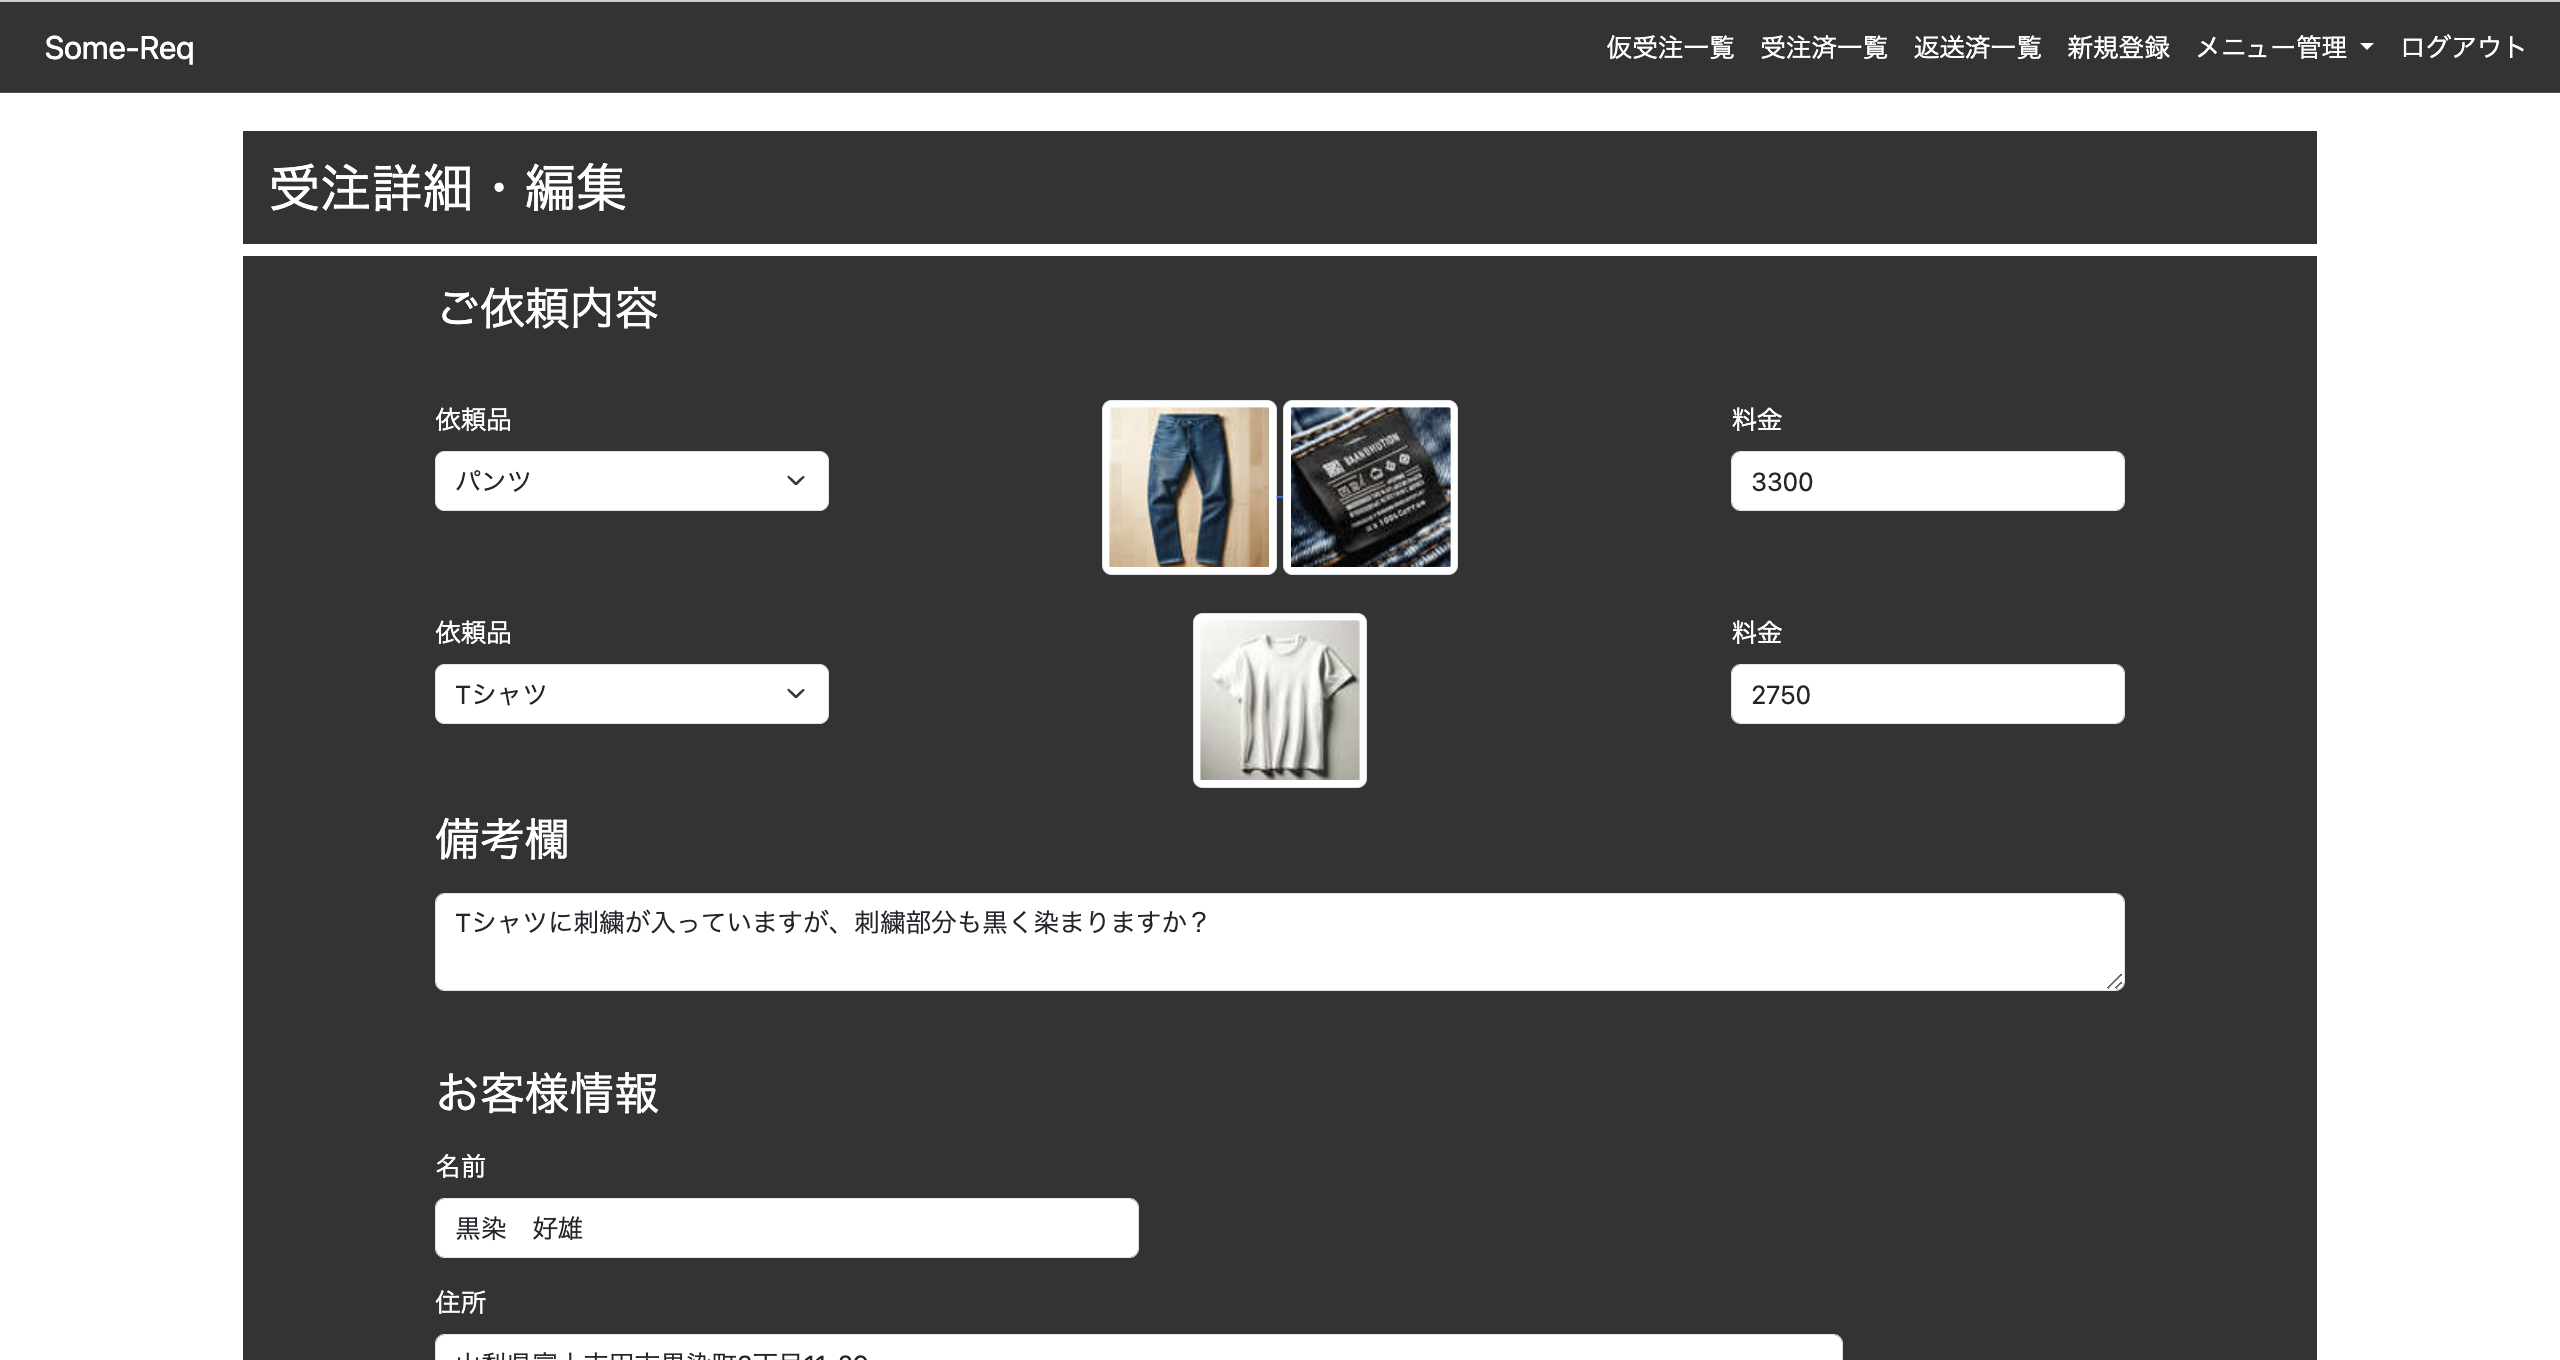 Some-Req 仮受注一覧 受注済一覧 返送済一覧 新規登録 メニュー管理 ログアウト
受注詳細・編集
ご依頼内容
依頼品 料金
パンツ 3300
依頼品 料金
Tシャツ 2750
備考欄
Tシャツに刺繍が入っていますが、刺繍部分も黒く染まりますか？
お客様情報
名前
黒染　好雄
住所